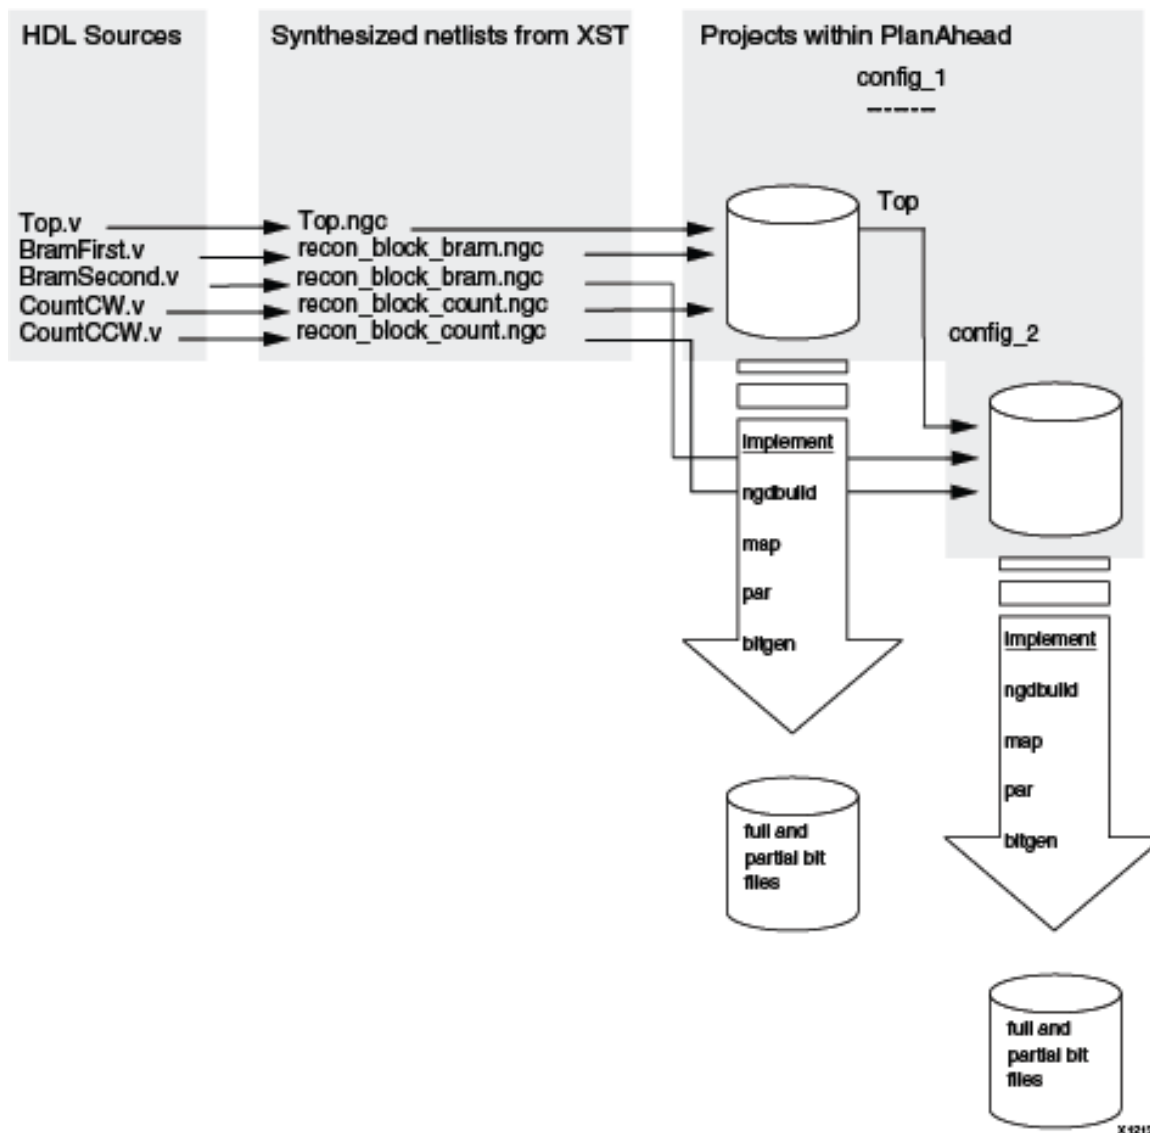 HDL Sources
Synthesized netlists from XST
Projects within PlanAhead
config_1
--------
Top.v
BramFirst.v
BramSecond.v
CountCW.v
CountCCW.v
Top.ngc
recon_block_bram.ngc
recon_block_bram.ngc
recon_block_count.ngc
recon_block_count.ngc
Top
config_2
Implement
ngdbuild
map
par
bitgen
Implement
ngdbuild
map
par
bitgen
full and
partial bit
files
full and
partial bit
files